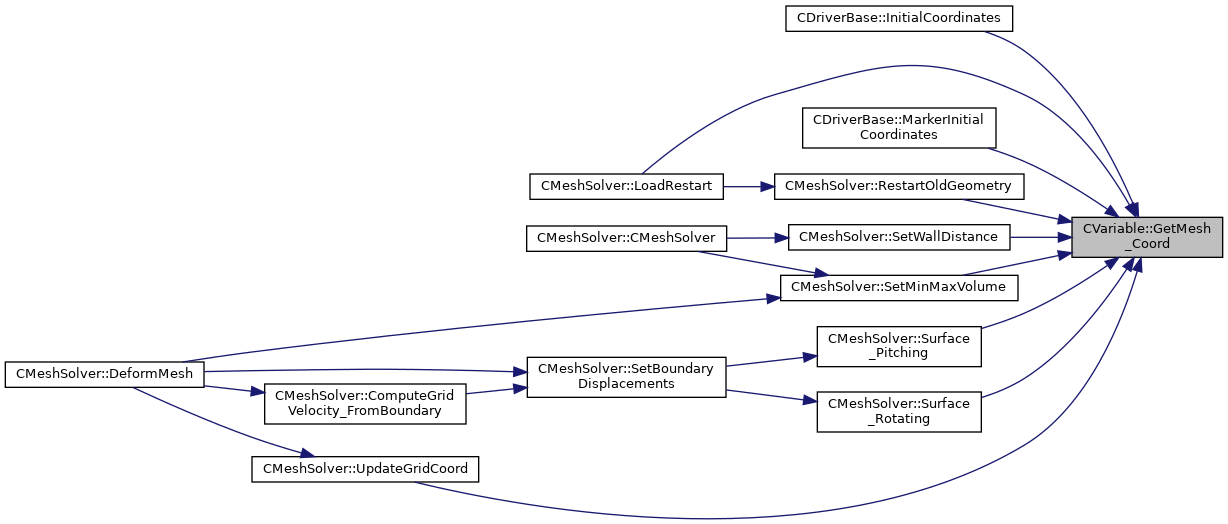 CDriverBase::InitialCoordinates
CDriverBase::MarkerInitial
Coordinates
CMeshSolver::LoadRestart
CMeshSolver::RestartOldGeometry
CVariable::GetMesh
_Coord
CMeshSolver::CMeshSolver
CMeshSolver::SetWallDistance
CMeshSolver::SetMinMaxVolume
CMeshSolver::Surface
_Pitching
CMeshSolver::DeformMesh
CMeshSolver::SetBoundary
Displacements
CMeshSolver::ComputeGrid
Velocity_FromBoundary
CMeshSolver::Surface
_Rotating
CMeshSolver::UpdateGridCoord